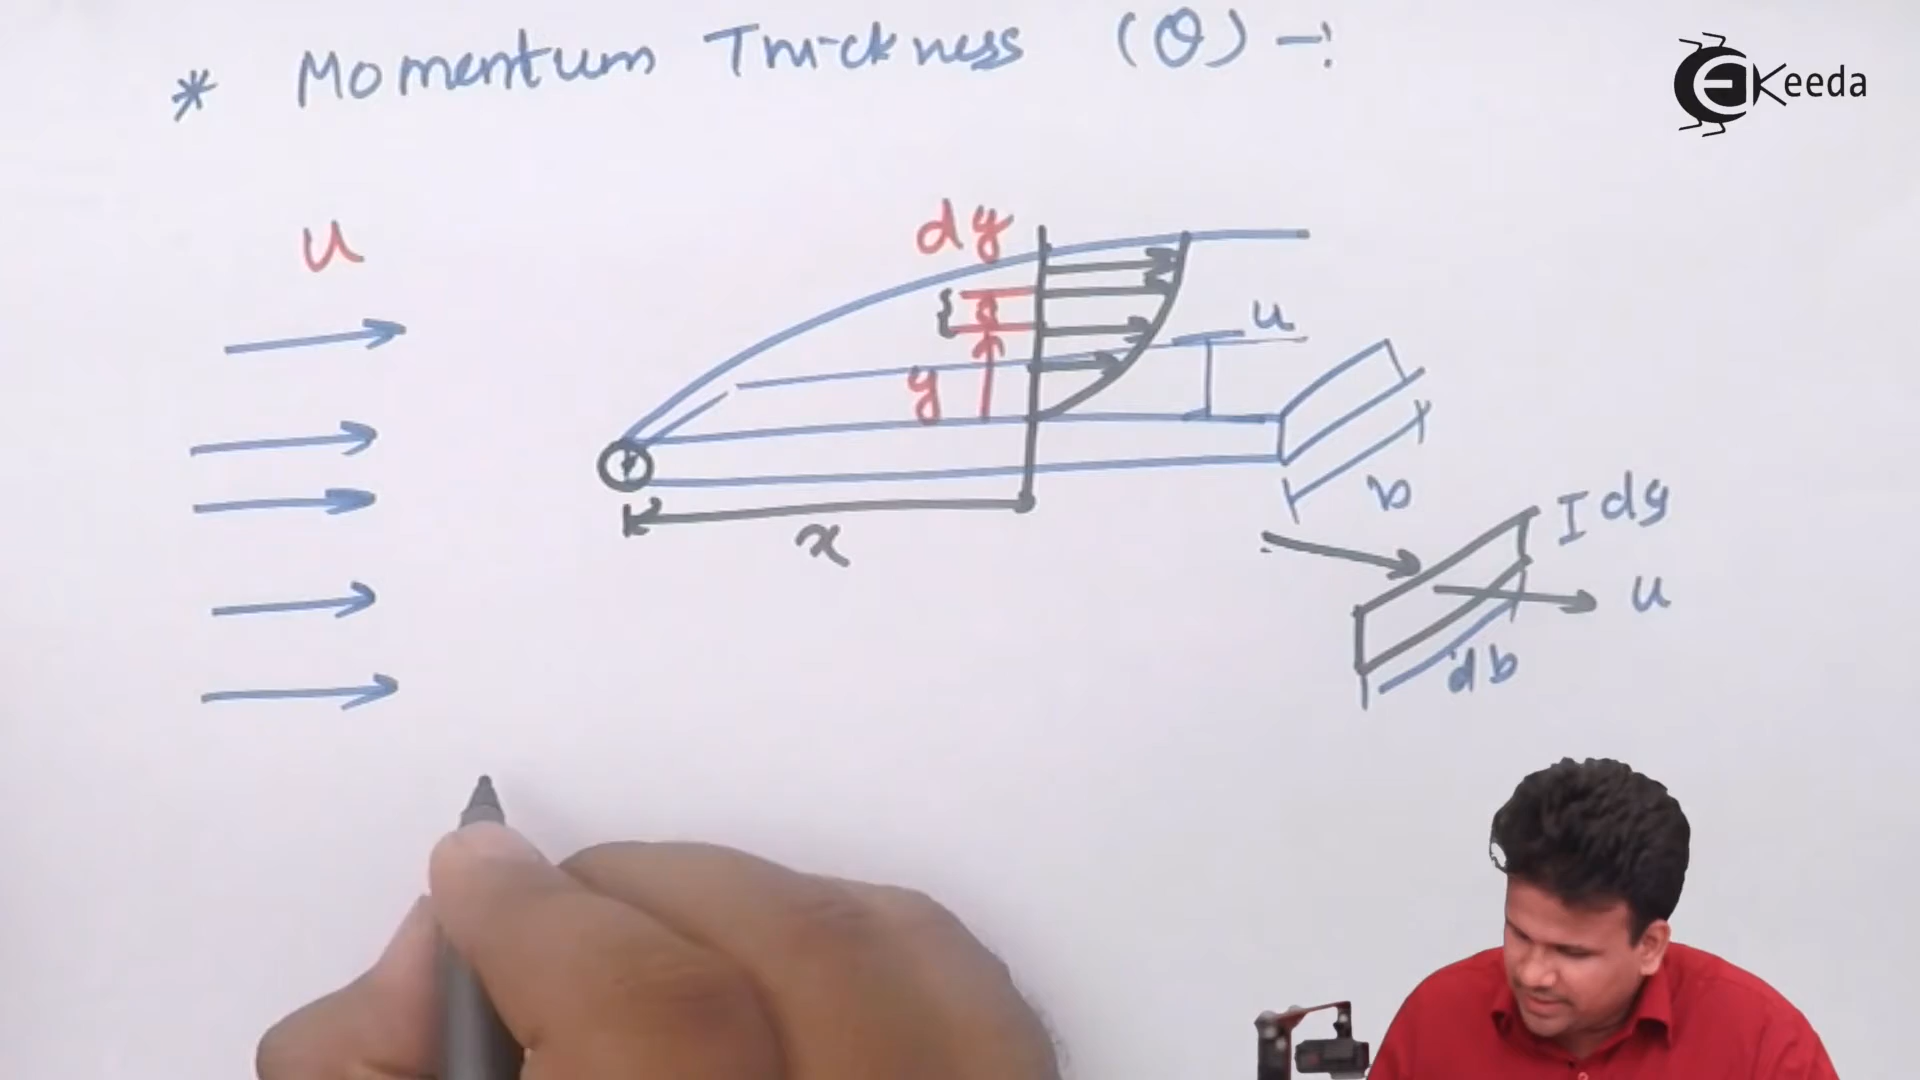 * Momentum Thickness (θ) -:
Keeda
U
dy
u
y
b
x
dy
u
db